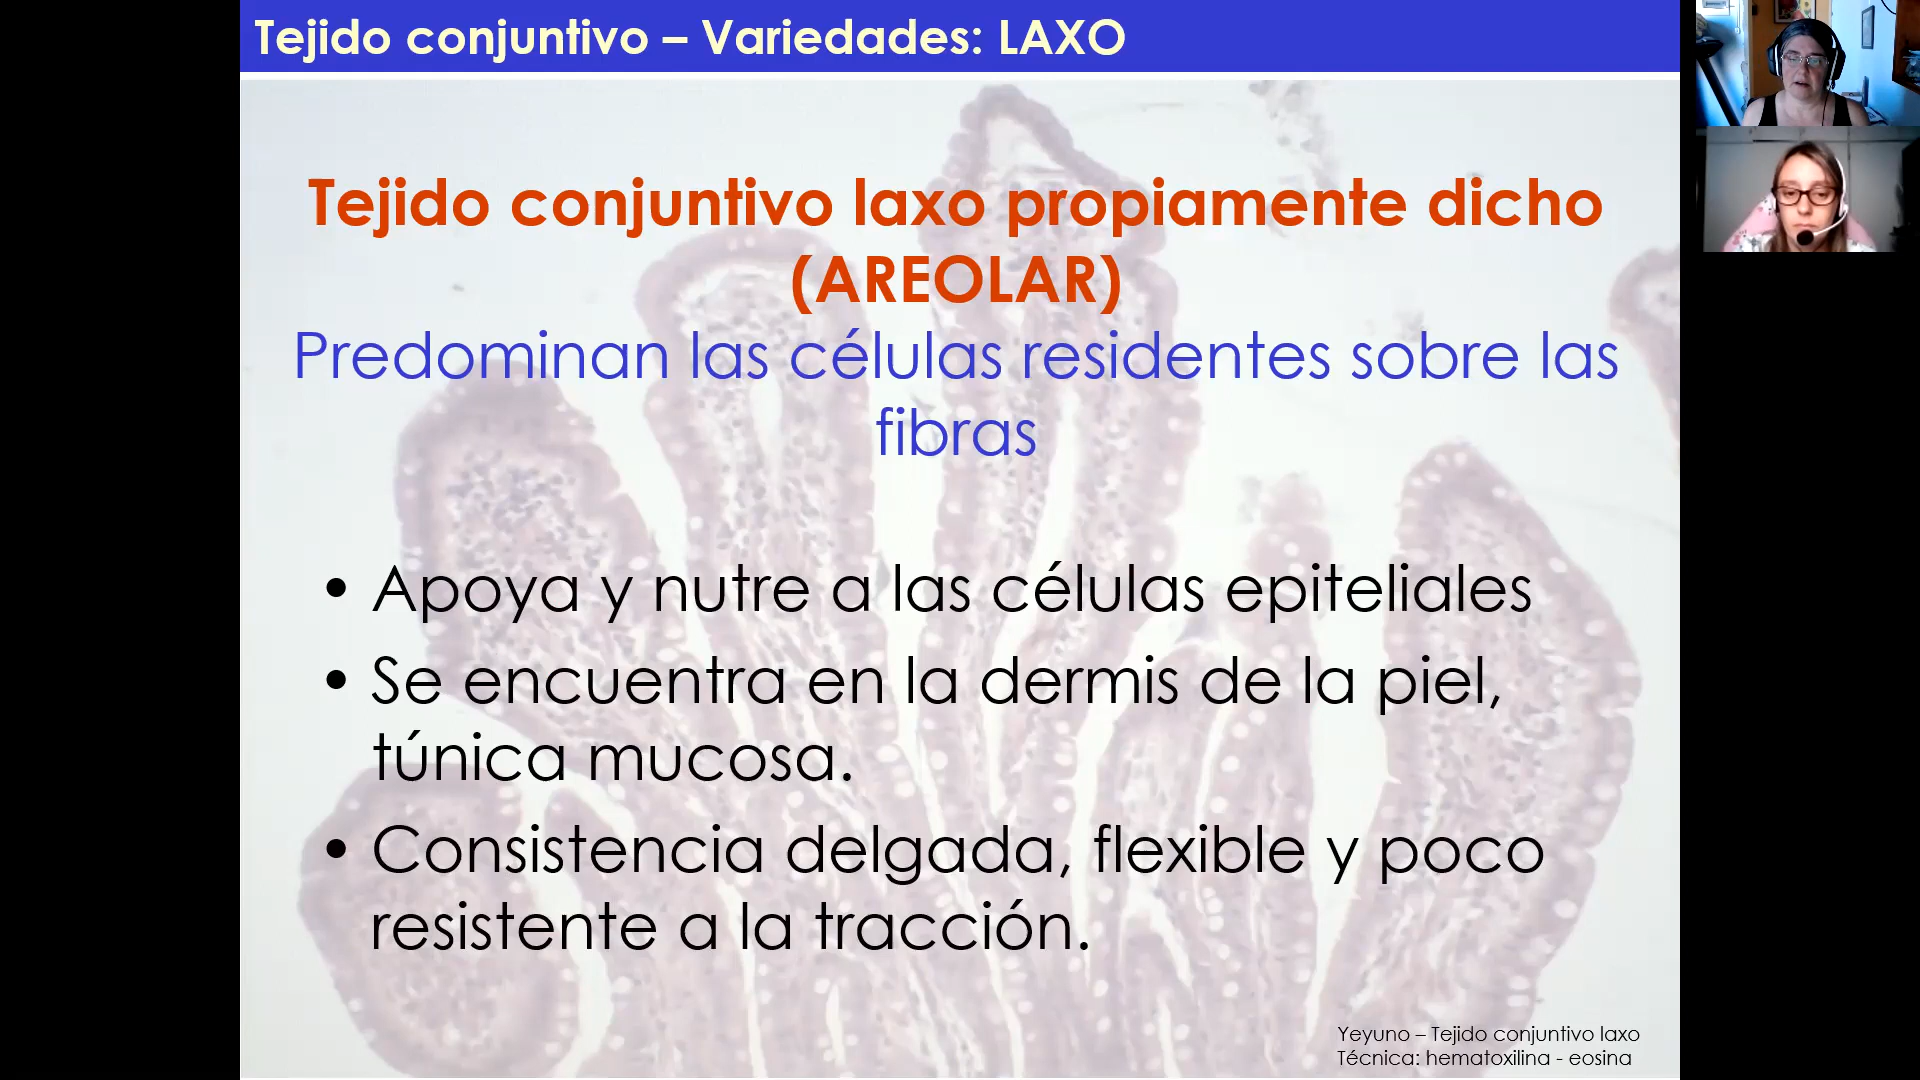 Tejido conjuntivo – Variedades: LAXO
Tejido conjuntivo laxo propiamente dicho
(AREOLAR)
Predominan las células residentes sobre las
fibras
• Apoya y nutre a las células epiteliales
• Se encuentra en la dermis de la piel,
túnica mucosa.
• Consistencia delgada, flexible y poco
resistente a la tracción.
Yeyuno – Tejido conjuntivo laxo
Técnica: hematoxilina - eosina